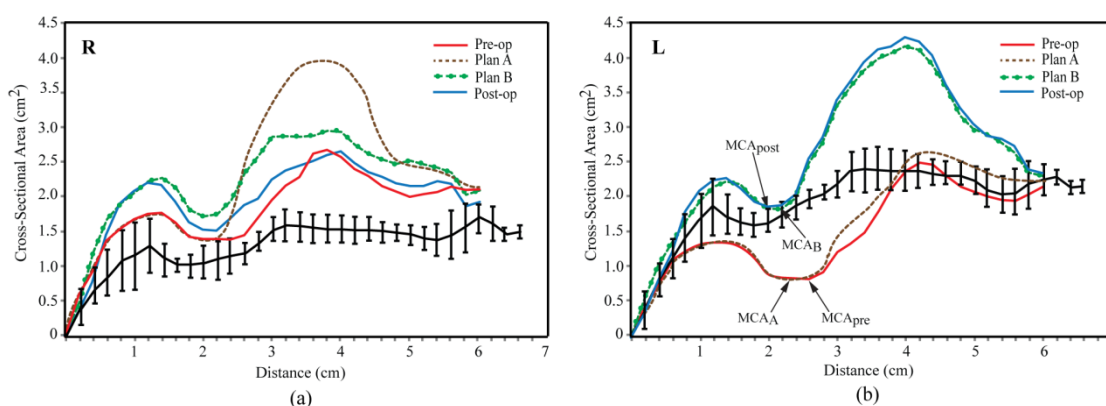 R
Pre-op
Plan A
Plan B
Post-op
Cross-Sectional Area (cm2)
4.5
4.0
3.5
3.0
2.5
2.0
1.5
1.0
0.5
0
1 2 3 4 5 6 7
Distance (cm)
(a)
L
Pre-op
Plan A
Plan B
Post-op
Cross-Sectional Area (cm2)
4.5
4.0
3.5
3.0
2.5
2.0
1.5
1.0
0.5
0
MCApost
MCAB
MCAA
MCApre
1 2 3 4 5 6
Distance (cm)
(b)